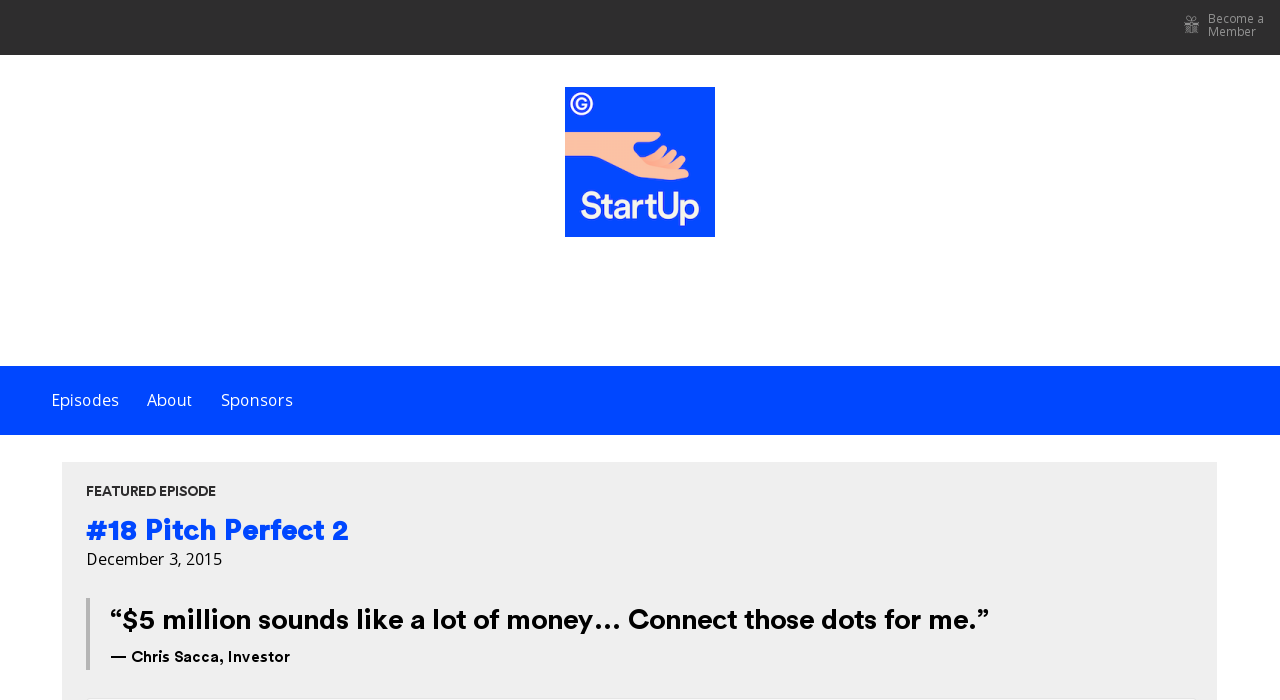 Become a
Member
G
StartUp
Episodes About Sponsors
FEATURED EPISODE
#18 Pitch Perfect 2
December 3, 2015
“$5 million sounds like a lot of money… Connect those dots for me.”
— Chris Sacca, Investor